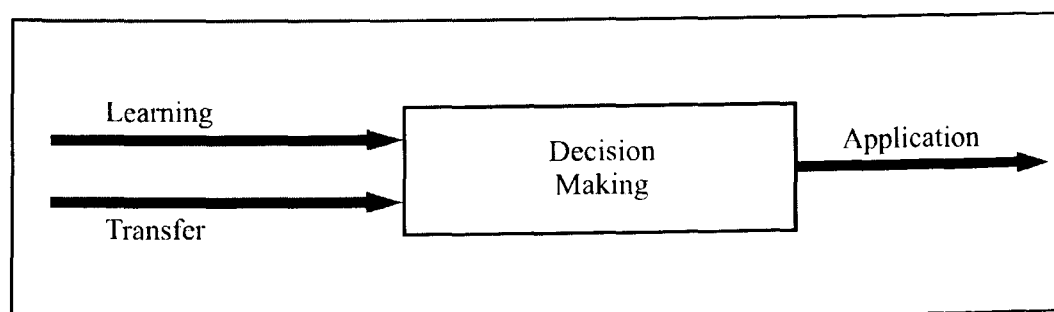 Learning
Transfer
Decision
Making
Application